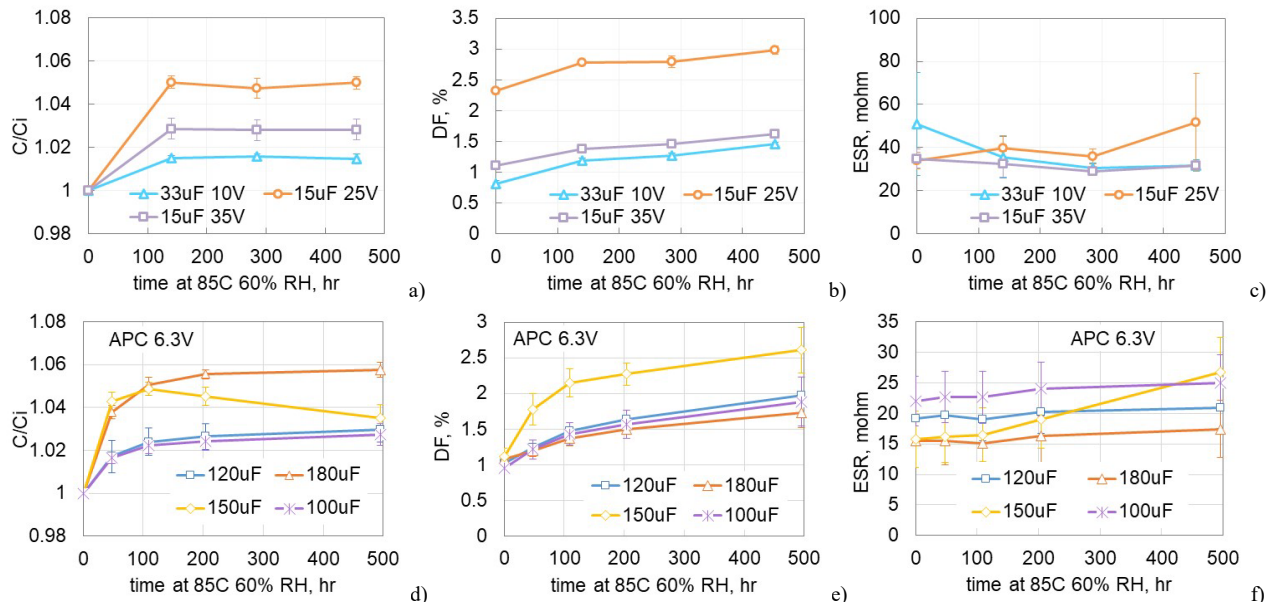 1.08
1.06
1.04
1.02
1
0.98
C/Ci
33uF 10V
15uF 25V
15uF 35V
0 100 200 300 400 500
time at 85C 60% RH, hr
a)
3.5
3
2.5
2
1.5
1
0.5
0
DF, %
33uF 10V
15uF 25V
15uF 35V
0 100 200 300 400 500
time at 85C 60% RH, hr
b)
100
80
60
40
20
0
ESR, mohm
33uF 10V
15uF 25V
15uF 35V
0 100 200 300 400 500
time at 85C 60% RH, hr
c)
1.08
1.06
1.04
1.02
1
0.98
C/Ci
APC 6.3V
120uF
180uF
150uF
100uF
0 100 200 300 400 500
time at 85C 60% RH, hr
d)
3
2.5
2
1.5
1
0.5
0
DF, %
APC 6.3V
120uF
180uF
150uF
100uF
0 100 200 300 400 500
time at 85C 60% RH, hr
e)
35
30
25
20
15
10
5
0
ESR, mohm
APC 6.3V
120uF
180uF
150uF
100uF
0 100 200 300 400 500
time at 85C 60% RH, hr
f)